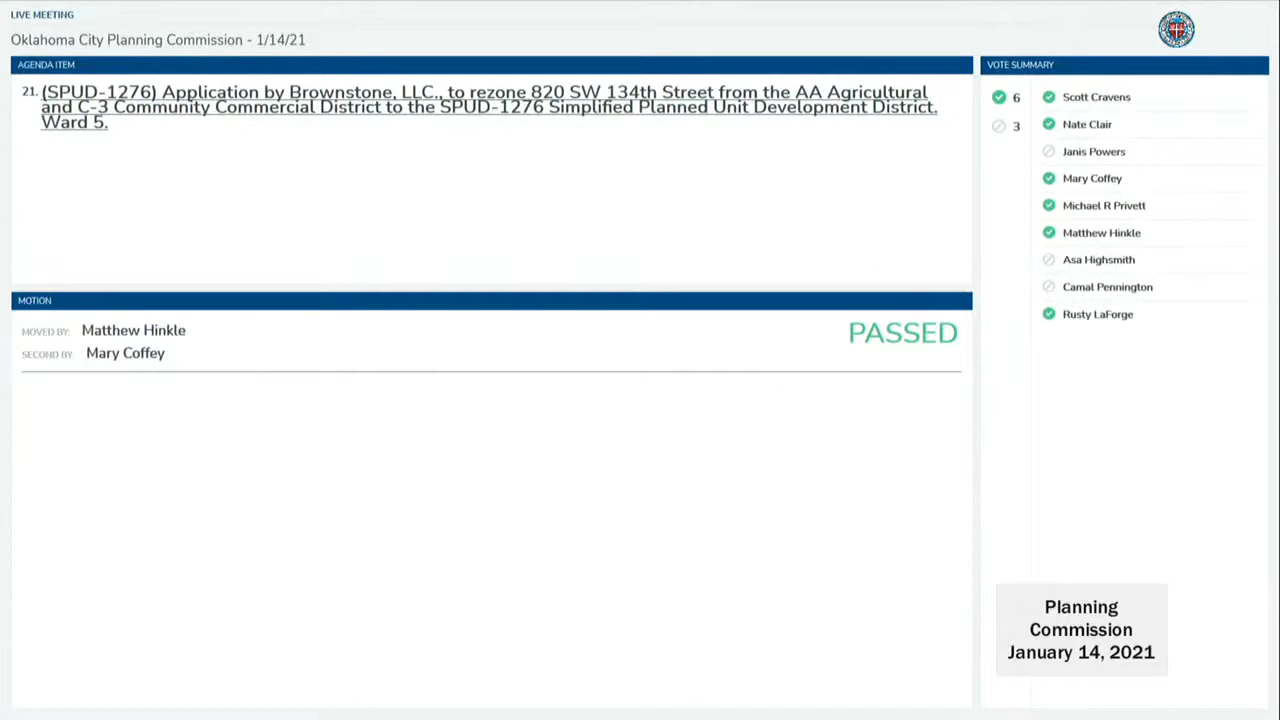 LIVE MEETING
Oklahoma City Planning Commission - 1/14/21
AGENDA ITEM
21. (SPUD-1276) Application by Brownstone, LLC., to rezone 820 SW 134th Street from the AA Agricultural
and C-3 Community Commercial District to the SPUD-1276 Simplified Planned Unit Development District.
Ward 5.
MOTION
MOVED BY: Matthew Hinkle
SECOND BY: Mary Coffey
PASSED
VOTE SUMMARY
6
3
Scott Cravens
Nate Clair
Janis Powers
Mary Coffey
Michael R Privett
Matthew Hinkle
Asa Highsmith
Camal Pennington
Rusty LaForge
Planning
Commission
January 14, 2021